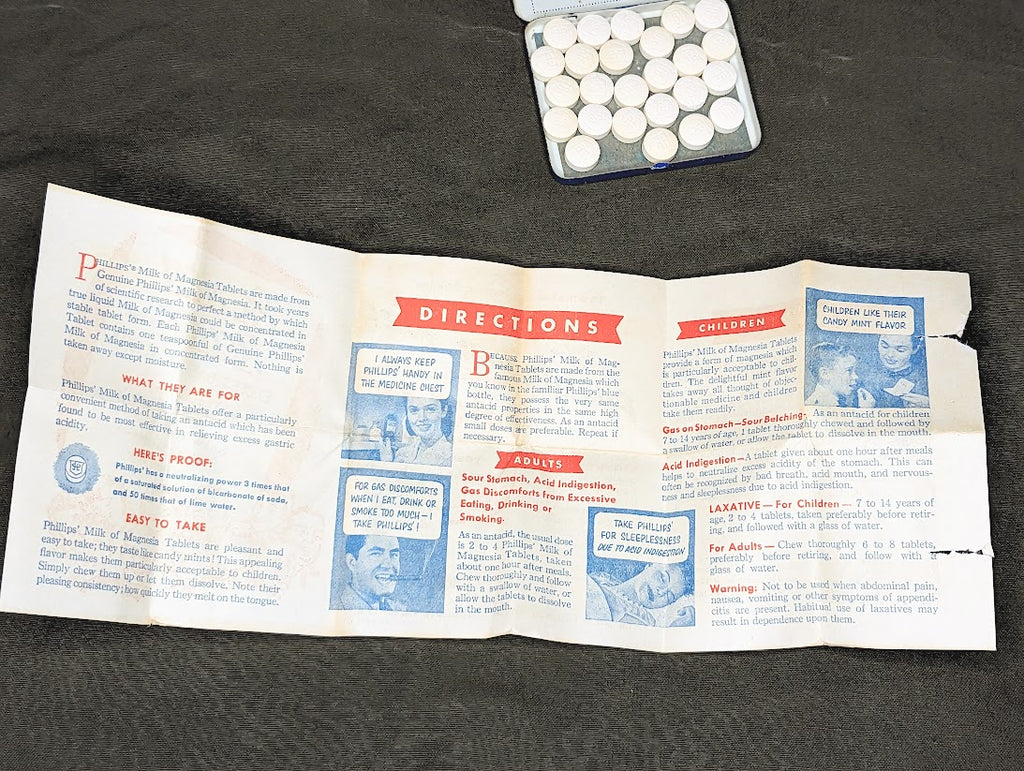 PHILLIPS'® Milk of Magnesia Tablets are made from
Genuine Phillips' Milk of Magnesia. It took years
of scientific research to perfect a method by which
true liquid Milk of Magnesia could be concentrated in
stable tablet form. Each Phillips' Milk of Magnesia
Tablet contains one teaspoonful of Genuine Phillips'
Milk of Magnesia in concentrated form. Nothing is
taken away except moisture.
WHAT THEY ARE FOR
Phillips' Milk of Magnesia Tablets offer a particularly
convenient method of taking an antacid which has been
found to be most effective in relieving excess gastric
acidity.
HERE'S PROOF:
Phillips' has a neutralizing power 3 times that
of a saturated solution of bicarbonate of soda,
and 50 times that of lime water.
EASY TO TAKE
Phillips' Milk of Magnesia Tablets are pleasant and
easy to take; they taste like candy mints! This appealing
flavor makes them particularly acceptable to children.
Simply chew them up or let them dissolve. Note their
pleasing consistency; how quickly they melt on the tongue.
DIRECTIONS
I ALWAYS KEEP
PHILLIPS' HANDY IN
THE MEDICINE CHEST
BECAUSE Phillips' Milk of Mag-
nesia Tablets are made from the
famous Milk of Magnesia which
you know in the familiar Phillips' blue
bottle, they possess the very same
antacid properties in the same high
degree of effectiveness. As an antacid
small doses are preferable. Repeat if
necessary.
FOR GAS DISCOMFORTS
WHEN I EAT, DRINK OR
SMOKE TOO MUCH—I
TAKE PHILLIPS'!
ADULTS
Sour Stomach, Acid Indigestion,
Gas Discomforts from Excessive
Eating, Drinking or
Smoking.
As an antacid, the usual dose
is 2 to 4 Phillips' Milk of
Magnesia Tablets, taken
about one hour after meals.
Chew thoroughly and follow
with a swallow of water, or
allow the tablets to dissolve
in the mouth.
TAKE PHILLIPS'
FOR SLEEPLESSNESS
DUE TO ACID INDIGESTION
CHILDREN
CHILDREN LIKE THEIR
CANDY MINT FLAVOR
Phillips' Milk of Magnesia Tablets
provide a form of magnesia which
is particularly acceptable to chil-
dren. The delightful mint flavor
takes away all thought of objec-
tionable medicine and children
take them readily.
Gas on Stomach—Sour Belching: As an antacid for children
7 to 14 years of age, 1 tablet thoroughly chewed and followed by
a swallow of water, or allow the tablet to dissolve in the mouth.
Acid Indigestion—A tablet given about one hour after meals
helps to neutralize excess acidity of the stomach. This can
often be recognized by bad breath, acid mouth, and nervous-
ness and sleeplessness due to acid indigestion.
LAXATIVE—For Children — 7 to 14 years of
age, 2 to 4 tablets, taken preferably before retir-
ing, and followed with a glass of water.
For Adults — Chew thoroughly 6 to 8 tablets,
preferably before retiring, and follow with a
glass of water.
Warning: Not to be used when abdominal pain,
nausea, vomiting or other symptoms of appendi-
citis are present. Habitual use of laxatives may
result in dependence upon them.